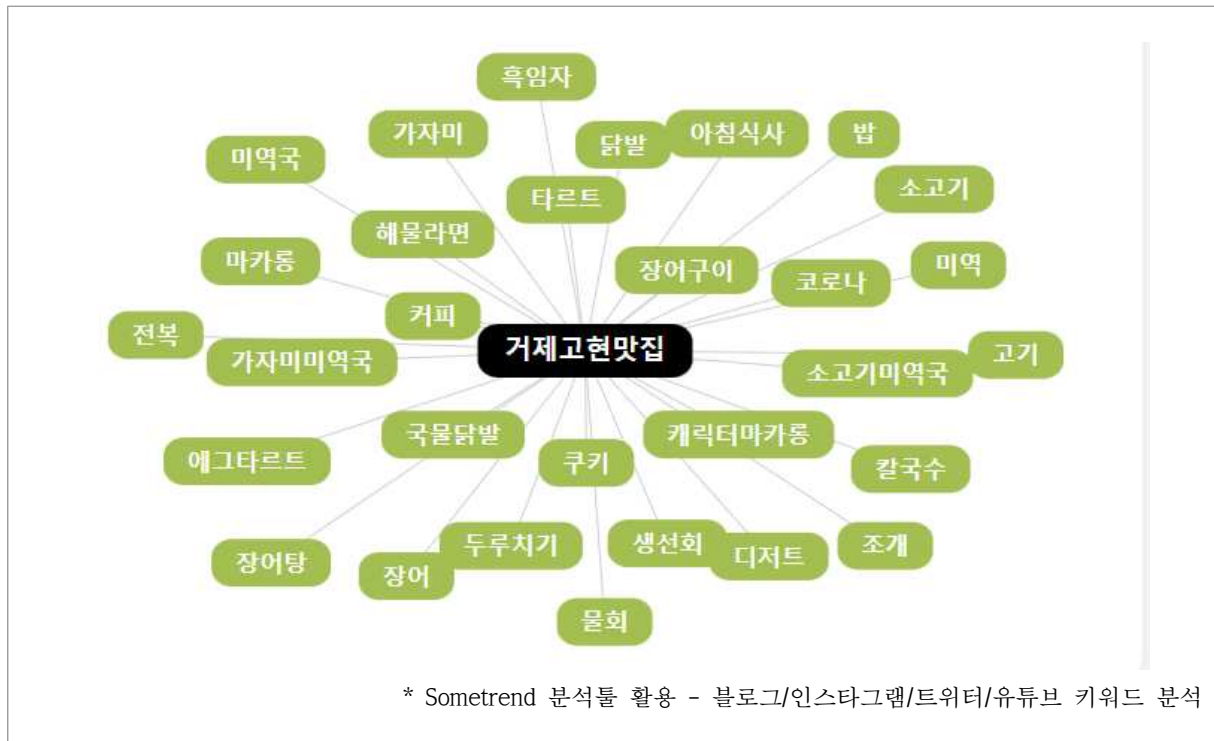 흑임자
가자미
닭발
아침식사
밥
미역국
타르트
소고기
해물라면
마카롱
장어구이
코로나
미역
커피
전복
가자미미역국
거제고현맛집
소고기미역국
고기
에그타르트
국물닭발
쿠키
캐릭터마카롱
칼국수
장어탕
장어
두루치기
생선회
디저트
조개
물회
* Sometrend 분석툴 활용 - 블로그/인스타그램/트위터/유튜브 키워드 분석